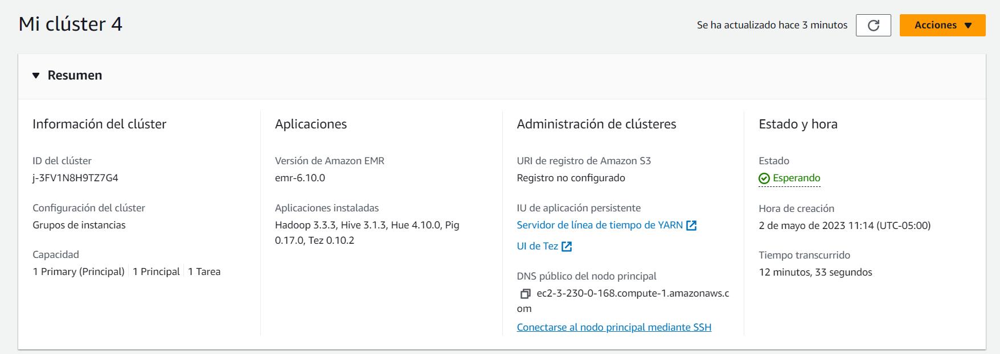 Mi clúster 4
Se ha actualizado hace 3 minutos
Acciones
Resumen
Información del clúster
ID del clúster
j-3FV1N8H9TZ7G4
Configuración del clúster
Grupos de instancias
Capacidad
1 Primary (Principal) 1 Principal 1 Tarea
Aplicaciones
Versión de Amazon EMR
emr-6.10.0
Aplicaciones instaladas
Hadoop 3.3.3, Hive 3.1.3, Hue 4.10.0, Pig
0.17.0, Tez 0.10.2
Administración de clústeres
URI de registro de Amazon S3
Registro no configurado
IU de aplicación persistente
Servidor de línea de tiempo de YARN
UI de Tez
DNS público del nodo principal
ec2-3-230-0-168.compute-1.amazonaws.c
om
Conectarse al nodo principal mediante SSH
Estado y hora
Estado
Esperando
Hora de creación
2 de mayo de 2023 11:14 (UTC-05:00)
Tiempo transcurrido
12 minutos, 33 segundos